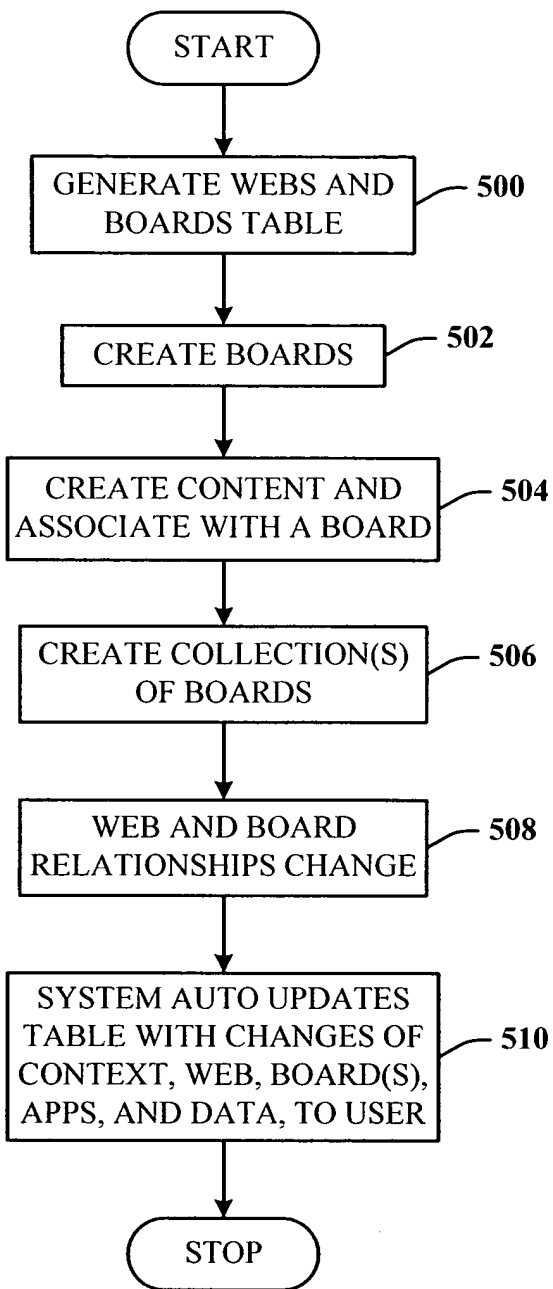 START
GENERATE WEBS AND
BOARDS TABLE
500
CREATE BOARDS
502
CREATE CONTENT AND
ASSOCIATE WITH A BOARD
504
CREATE COLLECTION(S)
OF BOARDS
506
WEB AND BOARD
RELATIONSHIPS CHANGE
508
SYSTEM AUTO UPDATES
TABLE WITH CHANGES OF
CONTEXT, WEB, BOARD(S),
APPS, AND DATA, TO USER
510
STOP